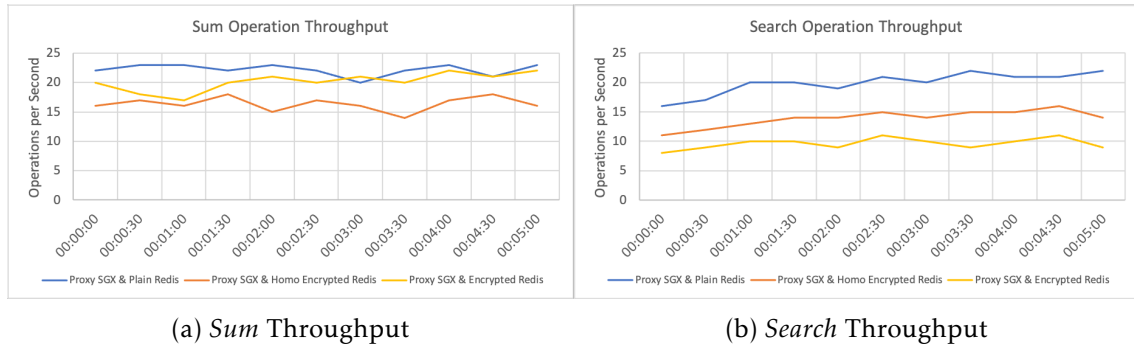 Sum Operation Throughput
Operations per Second
25
20
15
10
5
0
00:00:00
00:00:30
00:01:00
00:01:30
00:02:00
00:02:30
00:03:00
00:03:30
00:04:00
00:04:30
00:05:00
Proxy SGX & Plain Redis
Proxy SGX & Homo Encrypted Redis
Proxy SGX & Encrypted Redis
(a) Sum Throughput
Search Operation Throughput
Operations per Second
25
20
15
10
5
0
00:00:00
00:00:30
00:01:00
00:01:30
00:02:00
00:02:30
00:03:00
00:03:30
00:04:00
00:04:30
00:05:00
Proxy SGX & Plain Redis
Proxy SGX & Homo Encrypted Redis
Proxy SGX & Encrypted Redis
(b) Search Throughput